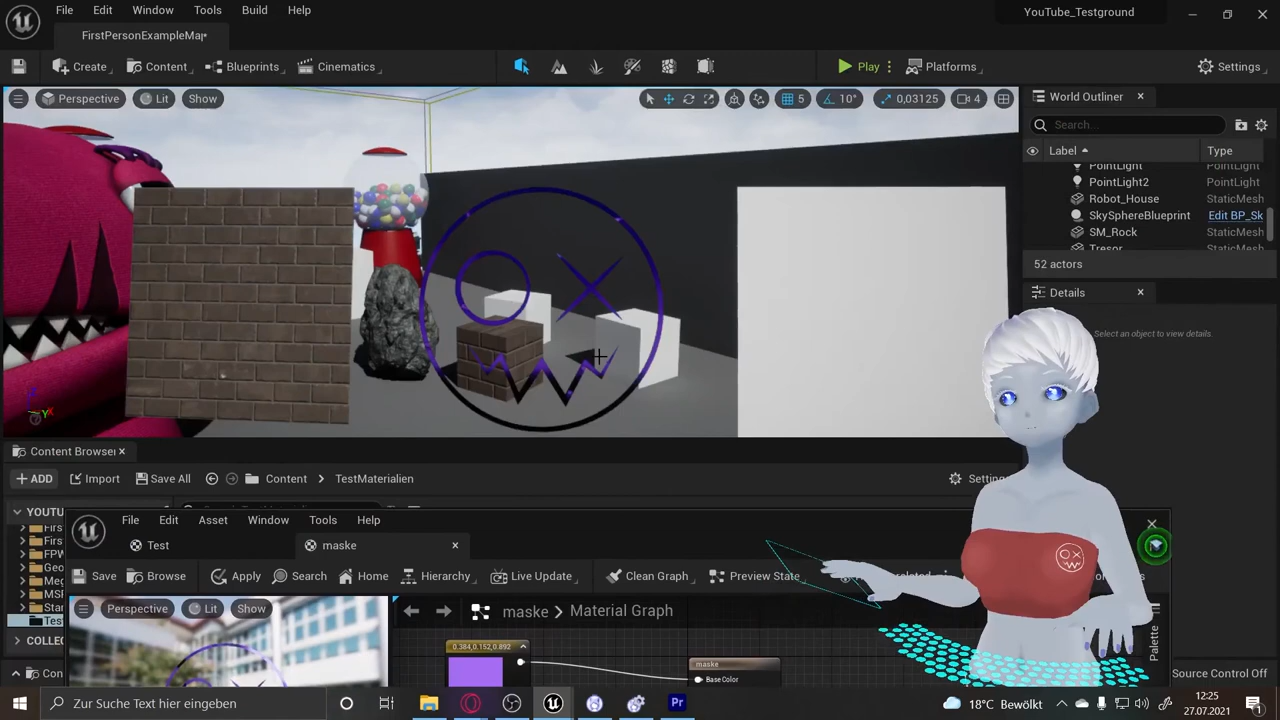 File Edit Window Tools Build Help
YouTube_Testground
FirstPersonExampleMap*
Create Content Blueprints Cinematics
Play Platforms Settings
Perspective Lit Show
5 10° 0,03125 4
World Outliner
Search...
Label Type
PointLight
PointLight2
Robot_House StaticMesh
SkySphereBlueprint Edit BP_Sk
SM_Rock StaticMesh
Tresor StaticMesh
52 actors
Details
Select an object to view details.
Content Browser
ADD Import Save All Content TestMaterialien
YOUTU
Firs
Firs
FPW
Geo
Meg
MSI
Star
Test
COLLEC
Con
File Edit Asset Window Tools Help
Test maske
Save Browse Apply Search Home Hierarchy Live Update Clean Graph Preview State
Perspective Lit Show
maske Material Graph
Palette
0.384,0.152,0.892
maske
Base Color
Source Control Off
Zur Suche Text hier eingeben
18°C Bewölkt
12:25
27.07.2021